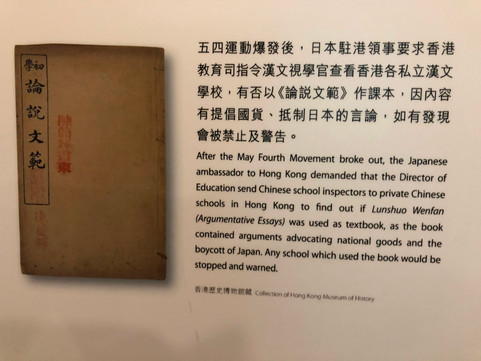 初學
論說文範
五四運動爆發後，日本駐港領事要求香港
教育司指令漢文視學官查看香港各私立漢文
學校，有否以《論説文範》作課本，因內容
有提倡國貨、抵制日本的言論，如有發現
會被禁止及警告。
After the May Fourth Movement broke out, the Japanese
ambassador to Hong Kong demanded that the Director of
Education send Chinese school inspectors to private Chinese
schools in Hong Kong to find out if Lunshuo Wenfan
(Argumentative Essays) was used as textbook, as the book
contained arguments advocating national goods and the
boycott of Japan. Any school which used the book would be
stopped and warned.
香港歷史博物館藏 Collection of Hong Kong Museum of History